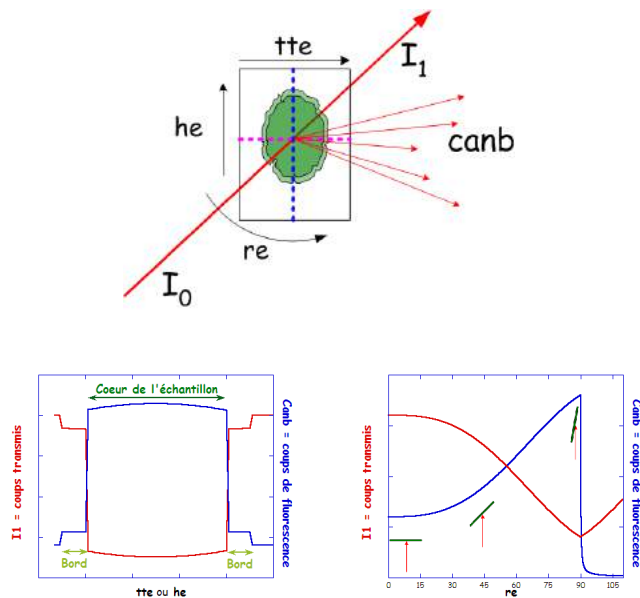 tte
I1
he
canb
re
I0
Coeur de l'échantillon
I1 = coups transmis
Canb = coups de fluorescence
Bord
Bord
tte ou he
I1 = coups transmis
Canb = coups de fluorescence
0 15 30 45 60 75 90 105
re